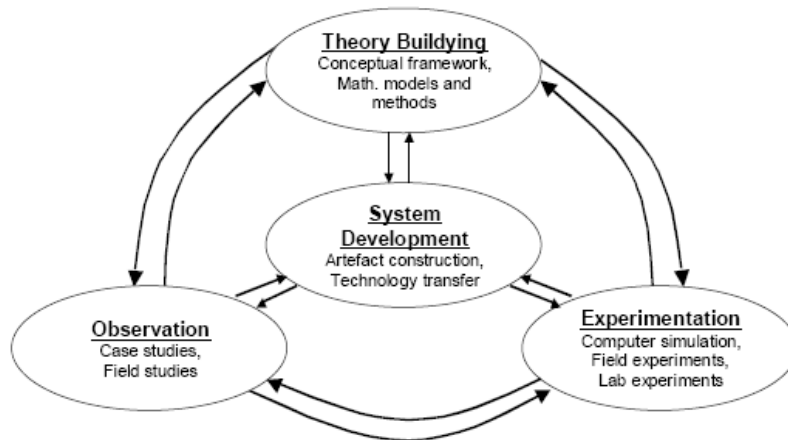 Theory Buildying
Conceptual framework,
Math. models and
methods
System
Development
Artefact construction,
Technology transfer
Observation
Case studies,
Field studies
Experimentation
Computer simulation,
Field experiments,
Lab experiments